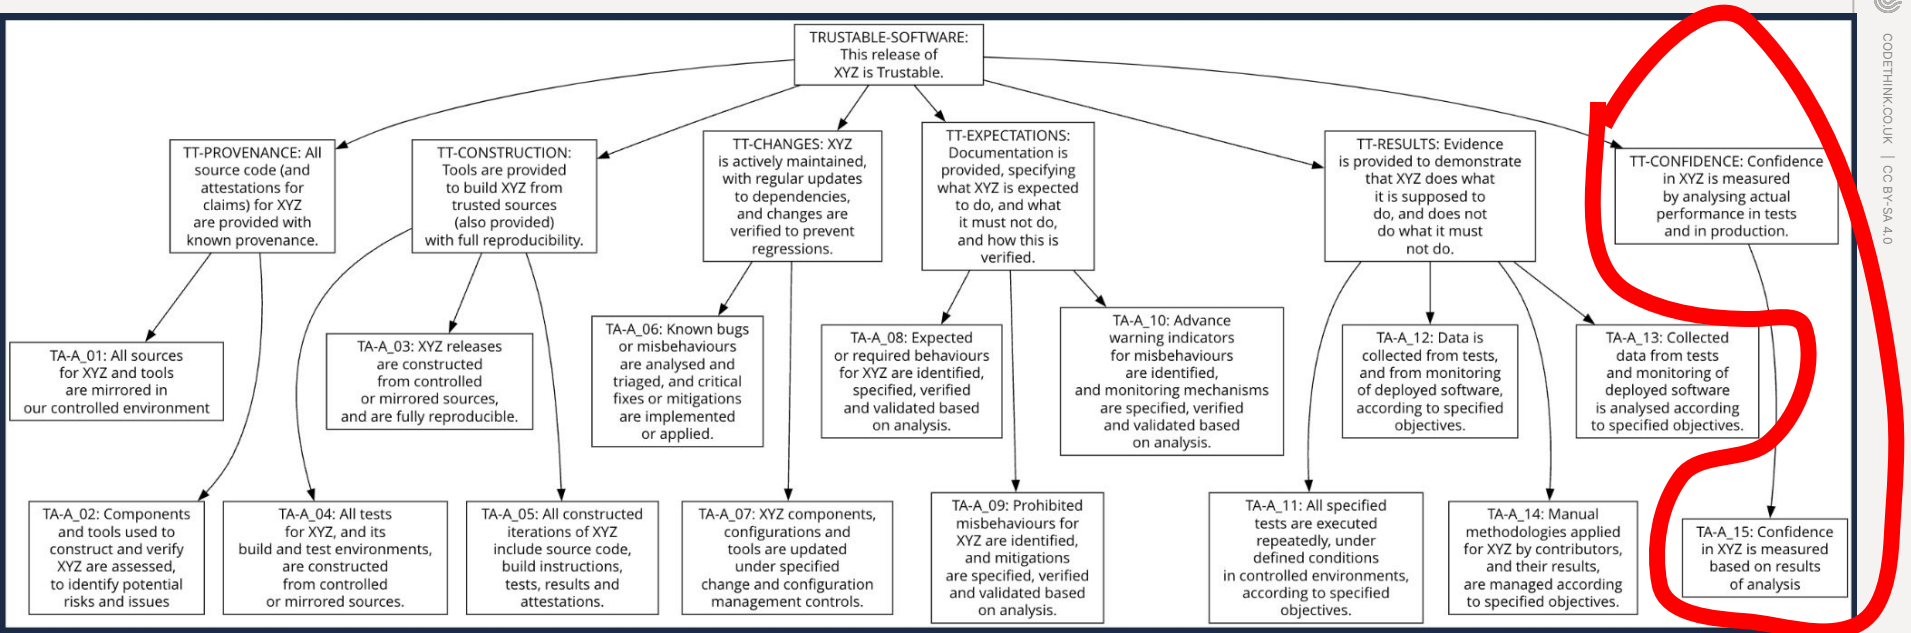 TRUSTABLE-SOFTWARE:
This release of
XYZ is Trustable.
TT-PROVENANCE: All
source code (and
attestations for
claims) for XYZ
are provided with
known provenance.
TT-CONSTRUCTION:
Tools are provided
to build XYZ from
trusted sources
(also provided)
with full reproducibility.
TT-CHANGES: XYZ
is actively maintained,
with regular updates
to dependencies,
and changes are
verified to prevent
regressions.
TT-EXPECTATIONS:
Documentation is
provided, specifying
what XYZ is expected
to do, and what
it must not do,
and how this is
verified.
TT-RESULTS: Evidence
is provided to demonstrate
that XYZ does what
it is supposed to
do, and does not
do what it must
not do.
TT-CONFIDENCE: Confidence
in XYZ is measured
by analysing actual
performance in tests
and in production.
TA-A_01: All sources
for XYZ and tools
are mirrored in
our controlled environment
TA-A_03: XYZ releases
are constructed
from controlled
or mirrored sources,
and are fully reproducible.
TA-A_06: Known bugs
or misbehaviours
are analysed and
triaged, and critical
fixes or mitigations
are implemented
or applied.
TA-A_08: Expected
or required behaviours
for XYZ are identified,
specified, verified
and validated based
on analysis.
TA-A_10: Advance
warning indicators
for misbehaviours
are identified,
and monitoring mechanisms
are specified, verified
and validated based
on analysis.
TA-A_12: Data is
collected from tests,
and from monitoring
of deployed software,
according to specified
objectives.
TA-A_13: Collected
data from tests
and monitoring of
deployed software
is analysed according
to specified objectives.
TA-A_02: Components
and tools used to
construct and verify
XYZ are assessed,
to identify potential
risks and issues
TA-A_04: All tests
for XYZ, and its
build and test environments,
are constructed
from controlled
or mirrored sources.
TA-A_05: All constructed
iterations of XYZ
include source code,
build instructions,
tests, results and
attestations.
TA-A_07: XYZ components,
configurations and
tools are updated
under specified
change and configuration
management controls.
TA-A_09: Prohibited
misbehaviours for
XYZ are identified,
and mitigations
are specified, verified
and validated based
on analysis.
TA-A_11: All specified
tests are executed
repeatedly, under
defined conditions
in controlled environments,
according to specified
objectives.
TA-A_14: Manual
methodologies applied
for XYZ by contributors,
and their results,
are managed according
to specified objectives.
TA-A_15: Confidence
in XYZ is measured
based on results
of analysis
CODETHINK.CO.UK | CC BY-SA 4.0